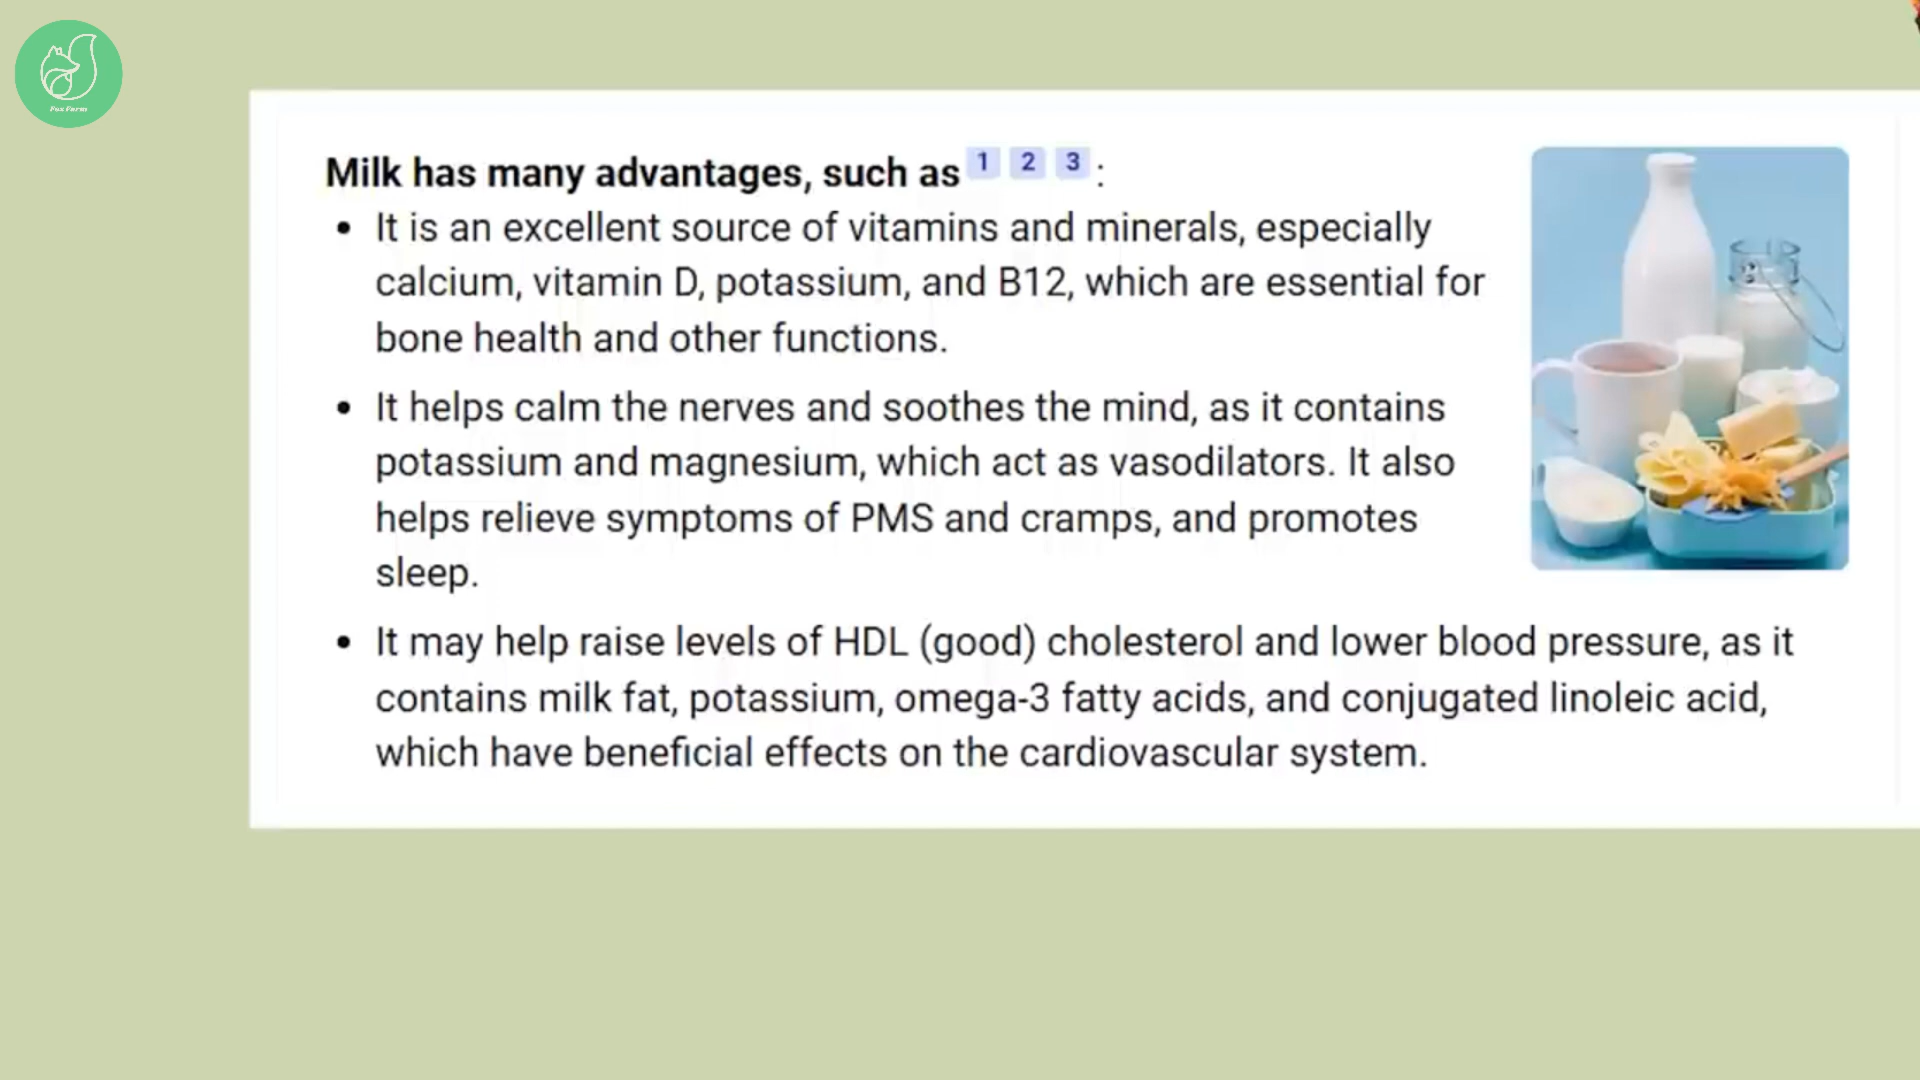 Fox Farm
Milk has many advantages, such as 1 2 3 :
• It is an excellent source of vitamins and minerals, especially
calcium, vitamin D, potassium, and B12, which are essential for
bone health and other functions.
• It helps calm the nerves and soothes the mind, as it contains
potassium and magnesium, which act as vasodilators. It also
helps relieve symptoms of PMS and cramps, and promotes
sleep.
• It may help raise levels of HDL (good) cholesterol and lower blood pressure, as it
contains milk fat, potassium, omega-3 fatty acids, and conjugated linoleic acid,
which have beneficial effects on the cardiovascular system.